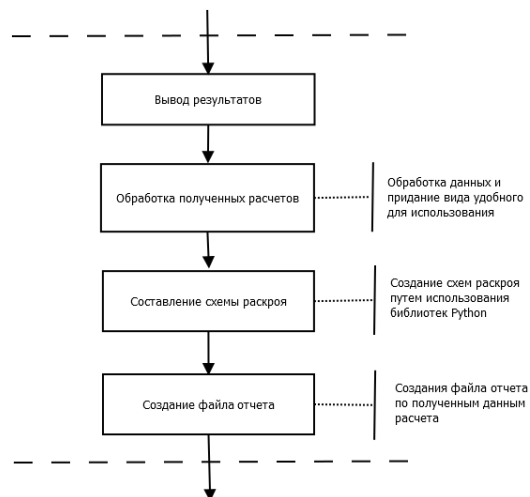 Вывод результатов
Обработка полученных расчетов
Обработка данных и
придание вида удобного
для использования
Составление схемы раскроя
Создание схем раскроя
путем использования
библиотек Python
Создание файла отчета
Создания файла отчета
по полученным данным
расчета